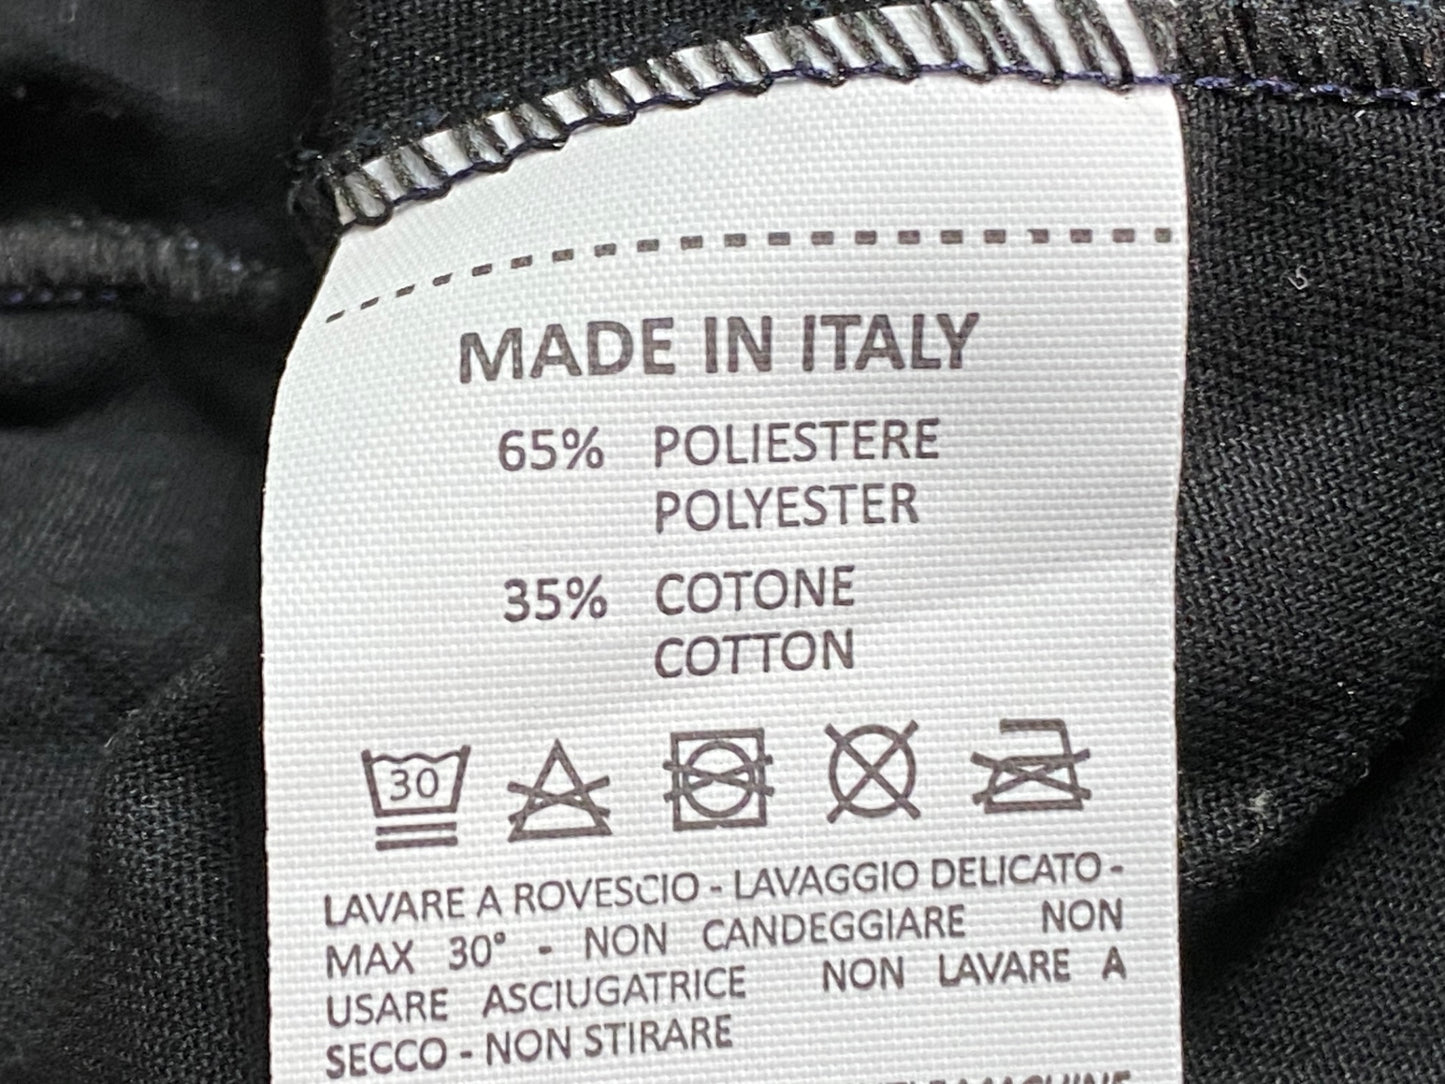 MADE IN ITALY
65% POLIESTERE
POLYESTER
35% COTONE
COTTON
30
LAVARE A ROVESCIO - LAVAGGIO DELICATO -
MAX 30° - NON CANDEGGIARE NON
USARE ASCIUGATRICE NON LAVARE A
SECCO - NON STIRARE